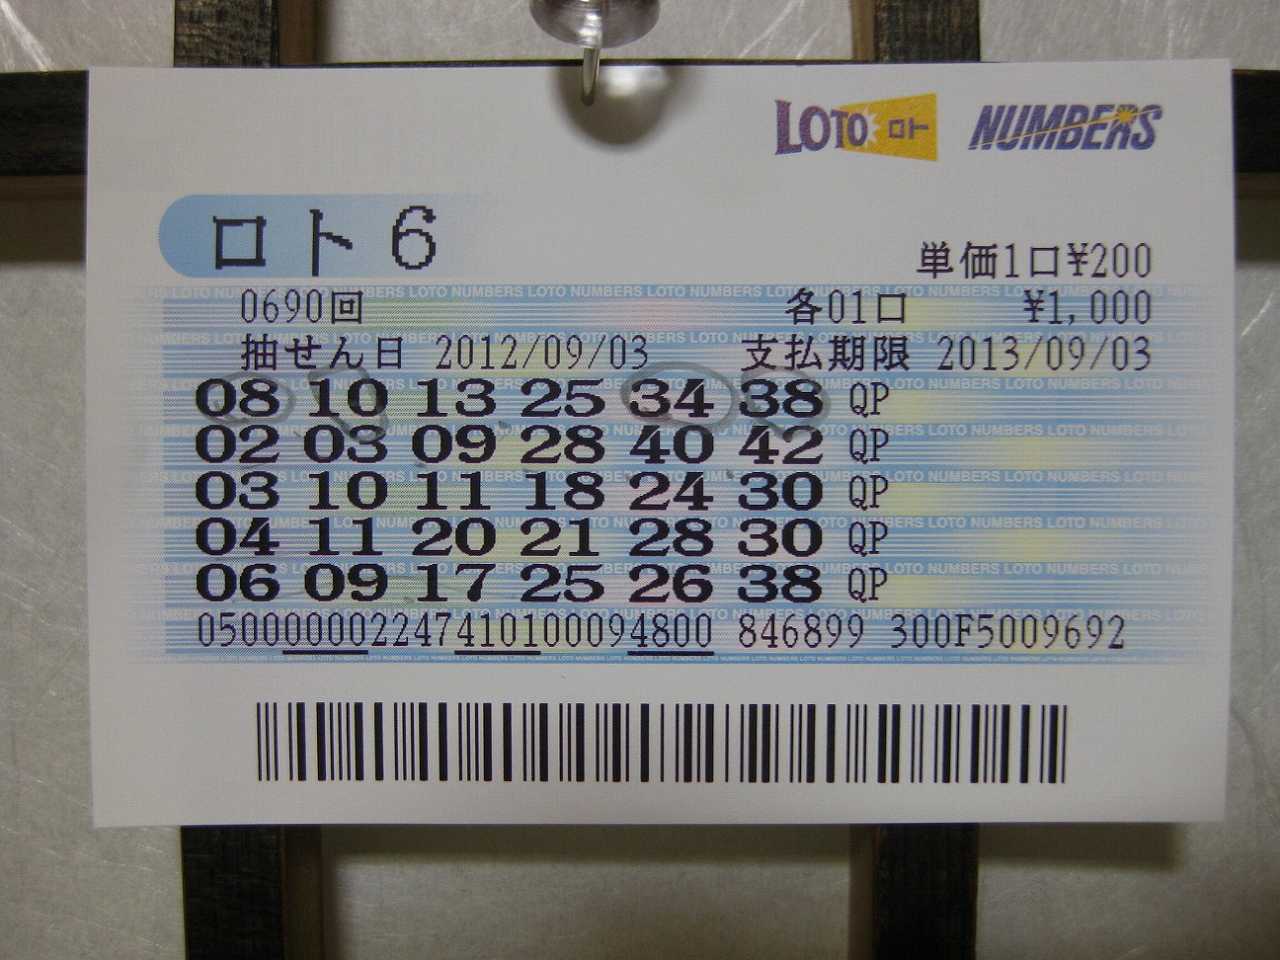 LOTO ロト NUMBERS
ロト6
単価1口¥200
0690回 各01口 ¥1,000
抽せん日 2012/09/03 支払期限 2013/09/03
08 10 13 25 34 38 QP
02 03 09 28 40 42 QP
03 10 11 18 24 30 QP
04 11 20 21 28 30 QP
06 09 17 25 26 38 QP
050000002247410100094800 846899 300F5009692